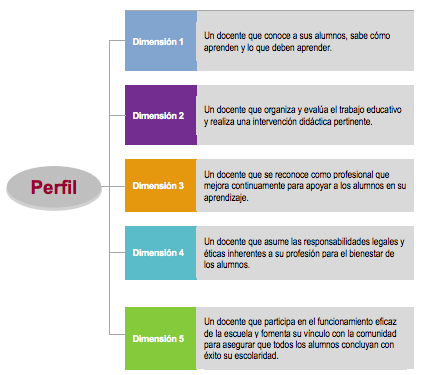 Perfil
Dimensión 1
Un docente que conoce a sus alumnos, sabe cómo
aprenden y lo que deben aprender.
Dimensión 2
Un docente que organiza y evalúa el trabajo educativo
y realiza una intervención didáctica pertinente.
Dimensión 3
Un docente que se reconoce como profesional que
mejora continuamente para apoyar a los alumnos en su
aprendizaje.
Dimensión 4
Un docente que asume las responsabilidades legales y
éticas inherentes a su profesión para el bienestar de
los alumnos.
Dimensión 5
Un docente que participa en el funcionamiento eficaz
de la escuela y fomenta su vínculo con la comunidad
para asegurar que todos los alumnos concluyan con
éxito su escolaridad.